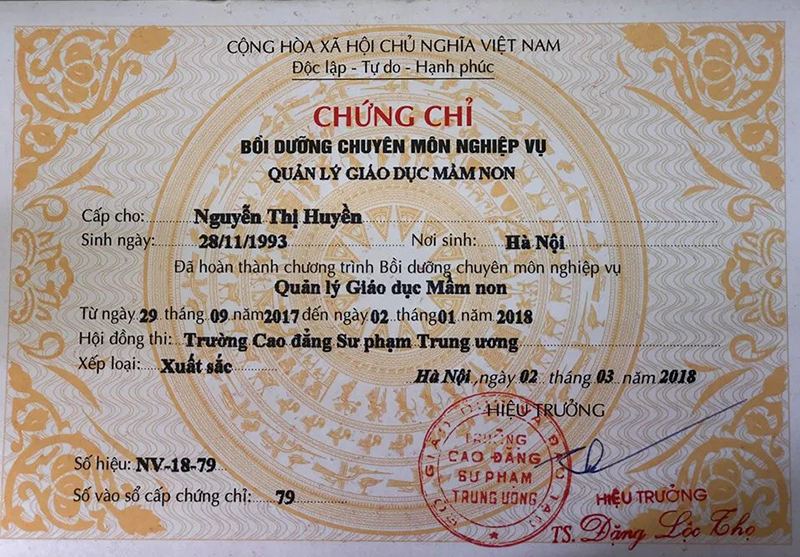 CỘNG HÒA XÃ HỘI CHỦ NGHĨA VIỆT NAM
Độc lập - Tự do - Hạnh phúc
CHỨNG CHỈ
BỒI DƯỠNG CHUYÊN MÔN NGHIỆP VỤ
QUẢN LÝ GIÁO DỤC MẦM NON
Cấp cho: Nguyễn Thị Huyền
Sinh ngày: 28/11/1993 Nơi sinh: Hà Nội
Đã hoàn thành chương trình Bồi dưỡng chuyên môn nghiệp vụ
Quản lý Giáo dục Mầm non
Từ ngày 29 tháng 09 năm 2017 đến ngày 02 tháng 01 năm 2018
Hội đồng thi: Trường Cao đẳng Sư phạm Trung ương
Xếp loại: Xuất sắc
Hà Nội, ngày 02 tháng 03 năm 2018
HIỆU TRƯỞNG
BỘ GIÁO DỤC VÀ ĐÀO TẠO
TRƯỜNG
CAO ĐẲNG
SƯ PHẠM
TRUNG ƯƠNG
Số hiệu: NV-18-79
Số vào sổ cấp chứng chỉ: 79
HIỆU TRƯỞNG
TS. Đặng Lộc Thọ